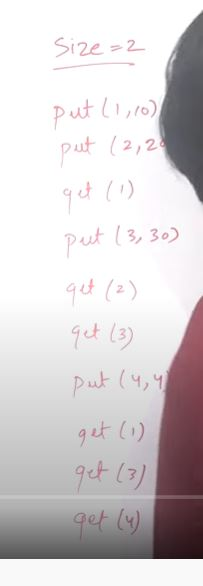 Size = 2
put (1,10)
put (2,2
get (1)
put (3,30)
get (2)
get (3)
put (4,4
get (1)
get (3)
get (4)